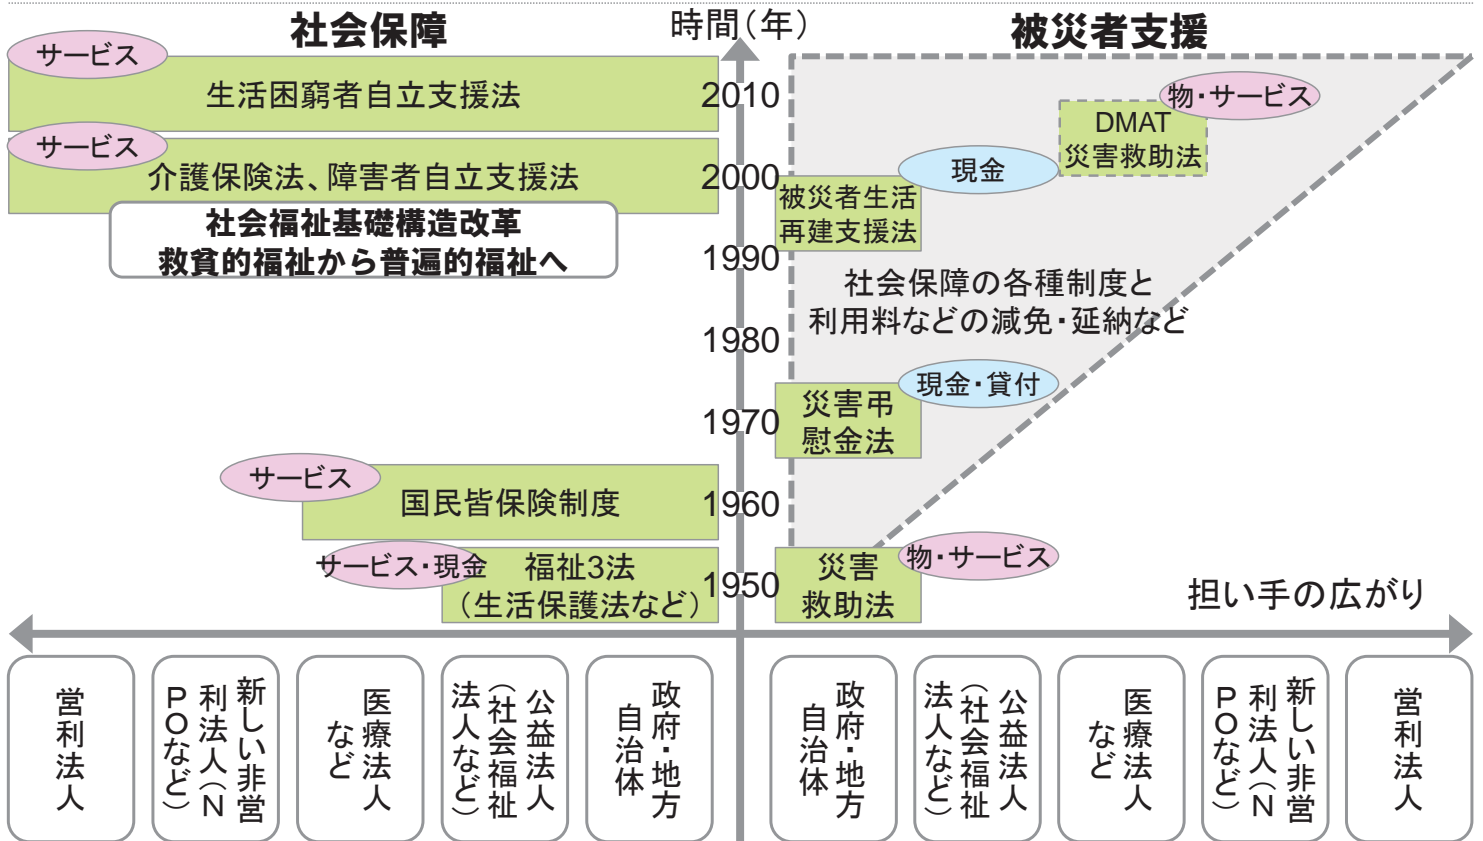 社会保障
時間(年)
被災者支援
サービス
生活困窮者自立支援法
2010
物・サービス
DMAT
災害救助法
サービス
介護保険法、障害者自立支援法
2000
現金
被災者生活
再建支援法
社会福祉基礎構造改革
救貧的福祉から普遍的福祉へ
1990
社会保障の各種制度と
利用料などの減免・延納など
1980
現金・貸付
災害弔
慰金法
1970
サービス
国民皆保険制度
1960
サービス・現金
福祉3法
(生活保護法など)
1950
災害
救助法
物・サービス
担い手の広がり
営利法人
新しい非営
利法人(N
POなど)
医療法人
など
公益法人
(社会福祉
法人など)
政府・地方
自治体
政府・地方
自治体
公益法人
(社会福祉
法人など)
医療法人
など
新しい非営
利法人(N
POなど)
営利法人